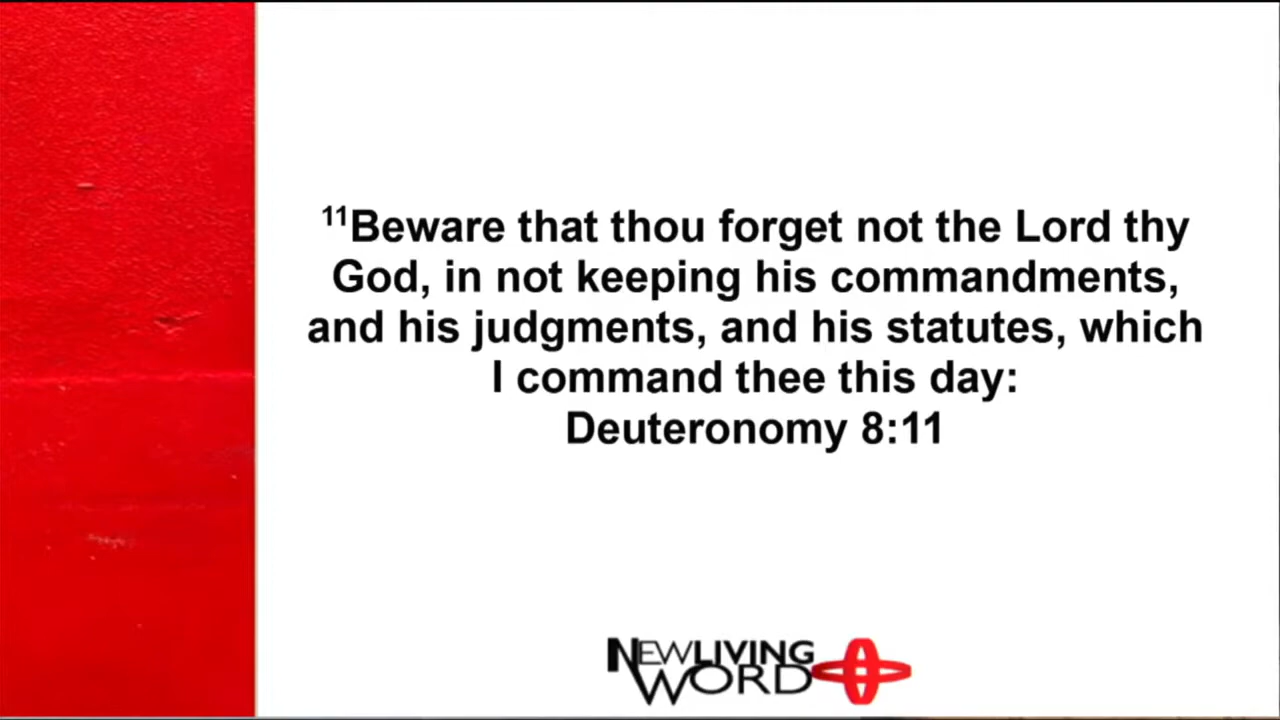 11Beware that thou forget not the Lord thy
God, in not keeping his commandments,
and his judgments, and his statutes, which
I command thee this day:
Deuteronomy 8:11
NEWLIVING
WORD